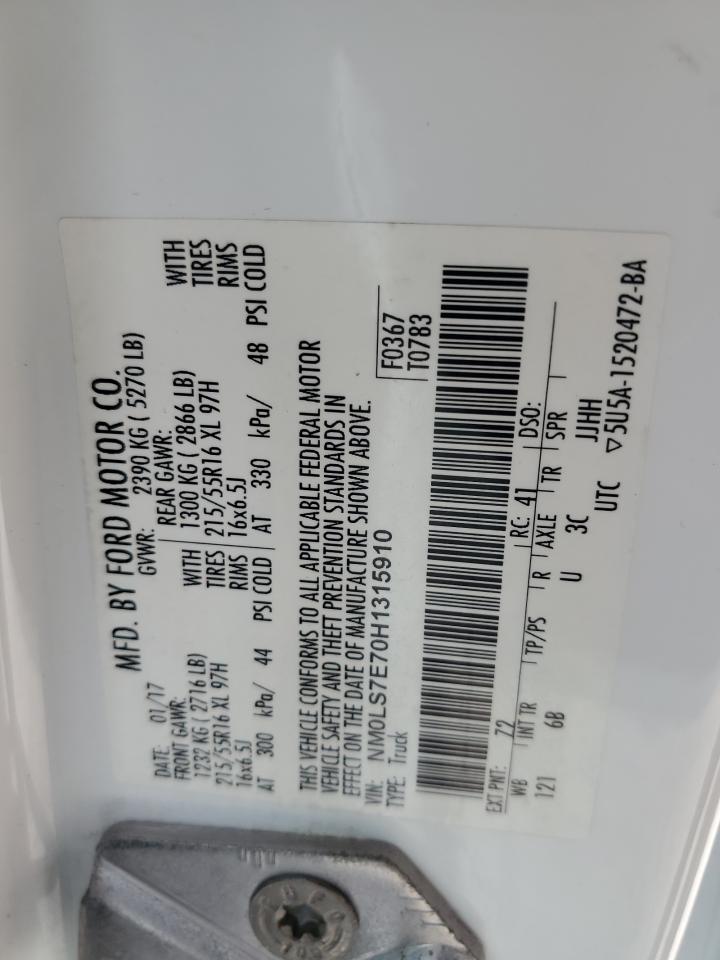 MFD. BY FORD MOTOR CO.
DATE: 01/17 GVWR: 2390 KG ( 5270 LB)
FRONT GAWR: REAR GAWR:
1232 KG ( 2716 LB) WITH 1300 KG ( 2866 LB) WITH
215/55R16 XL 97H TIRES 215/55R16 XL 97H TIRES
16x6.5J RIMS 16x6.5J RIMS
AT 300 kPa/ 44 PSI COLD AT 330 kPa/ 48 PSI COLD
THIS VEHICLE CONFORMS TO ALL APPLICABLE FEDERAL MOTOR
VEHICLE SAFETY AND THEFT PREVENTION STANDARDS IN
EFFECT ON THE DATE OF MANUFACTURE SHOWN ABOVE.
VIN: NM0LS7E70H1315910 F0367
TYPE: Truck T0783
EXT PNT: 7Z RC: 41 DSO:
WB INT TR TP/PS R AXLE TR SPR
121 6B U 3C JJHH
UTC ▽5U5A-1520472-BA